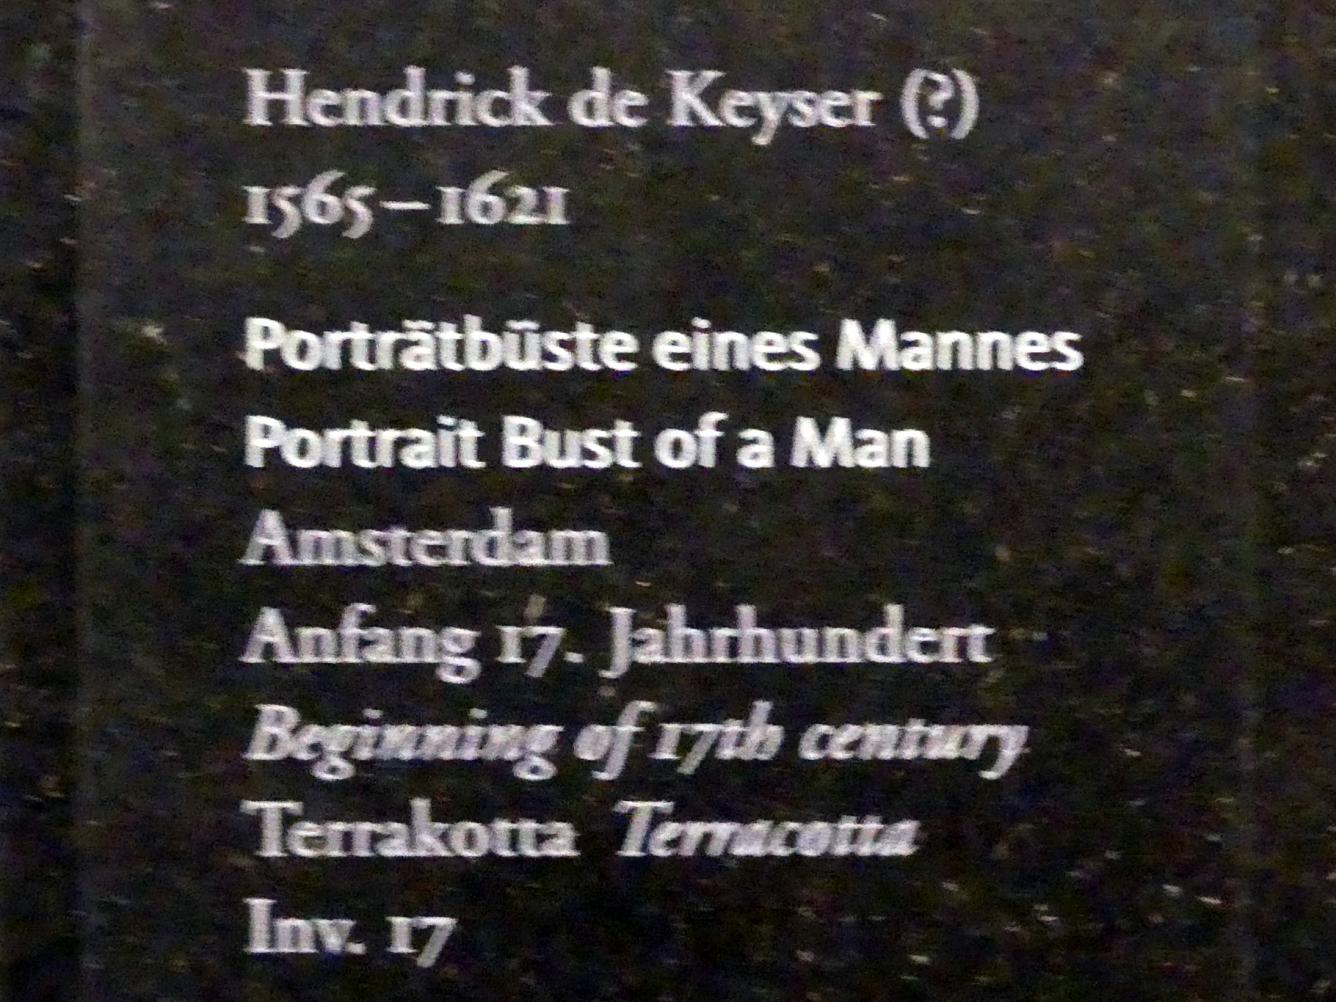 Hendrick de Keyser (?)
1565 – 1621
Porträtbüste eines Mannes
Portrait Bust of a Man
Amsterdam
Anfang 17. Jahrhundert
Beginning of 17th century
Terrakotta Terracotta
Inv. 17